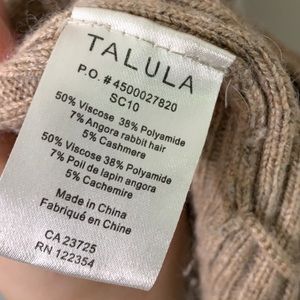 TALULA
P.O. #4500027820
SC10
50% Viscose 38% Polyamide
7% Angora rabbit hair
5% Cashmere
50% Viscose 38% Polyamide
7% Poil de lapin angora
5% Cachemire
Made in China
Fabriqué en Chine
CA 23725
RN 122354